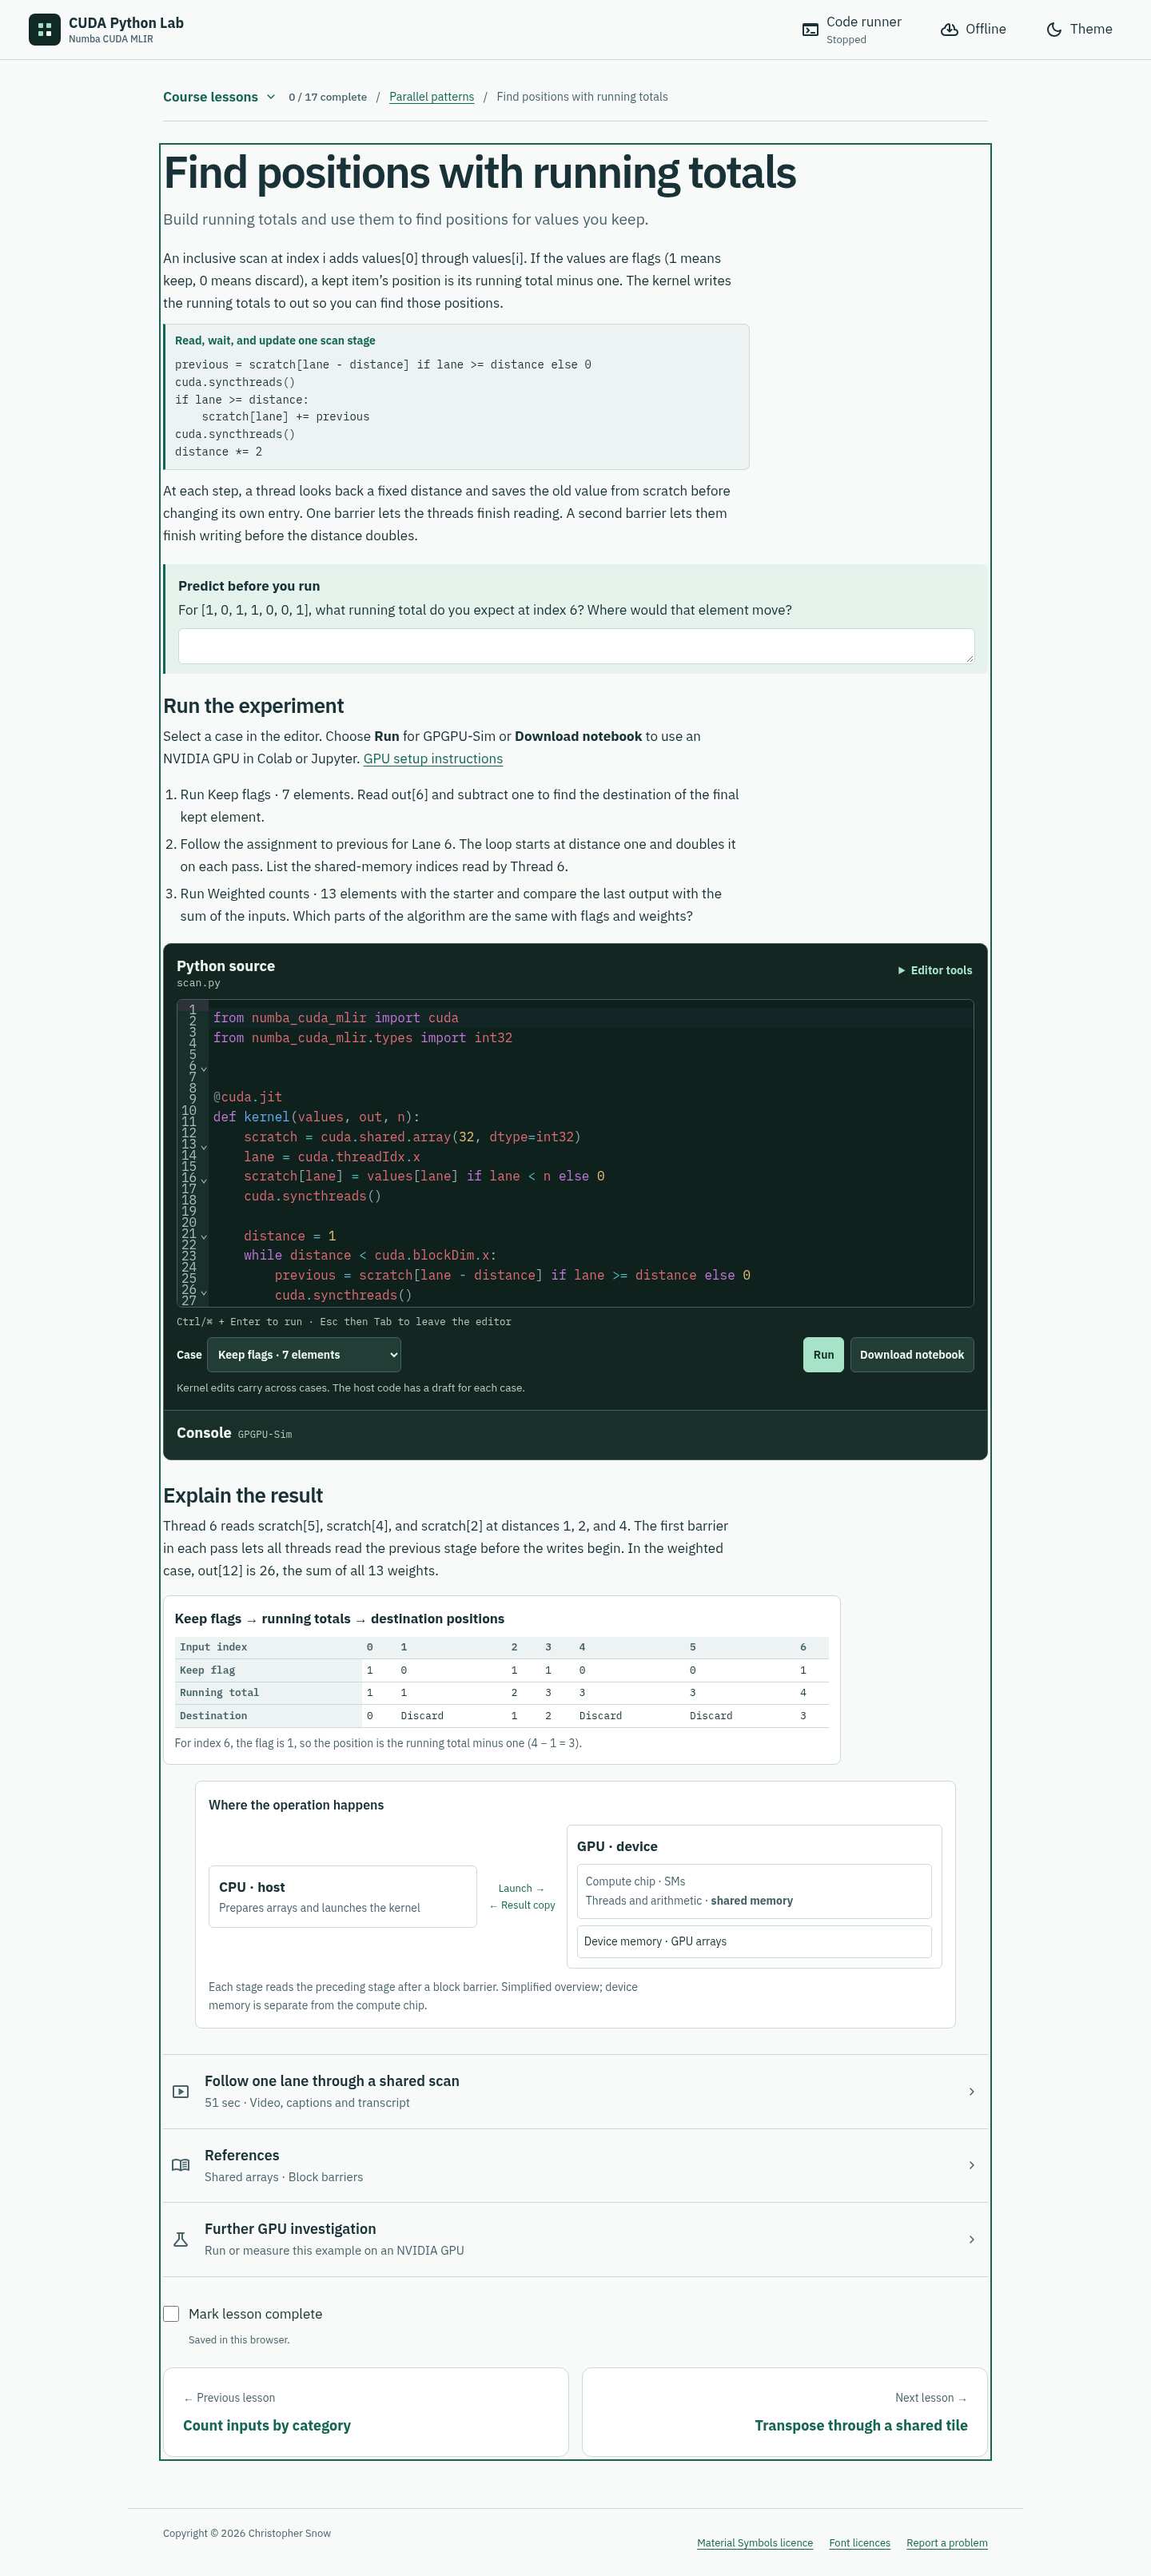 CUDA Python Lab
Numba CUDA MLIR
Code runner
Stopped
Offline
Theme
Course lessons 0 / 17 complete / Parallel patterns / Find positions with running totals
Find positions with running totals
Build running totals and use them to find positions for values you keep.
An inclusive scan at index i adds values[0] through values[i]. If the values are flags (1 means
keep, 0 means discard), a kept item’s position is its running total minus one. The kernel writes
the running totals to out so you can find those positions.
Read, wait, and update one scan stage
previous = scratch[lane - distance] if lane >= distance else 0
cuda.syncthreads()
if lane >= distance:
    scratch[lane] += previous
cuda.syncthreads()
distance *= 2
At each step, a thread looks back a fixed distance and saves the old value from scratch before
changing its own entry. One barrier lets the threads finish reading. A second barrier lets them
finish writing before the distance doubles.
Predict before you run
For [1, 0, 1, 1, 0, 0, 1], what running total do you expect at index 6? Where would that element move?
Run the experiment
Select a case in the editor. Choose Run for GPGPU-Sim or Download notebook to use an
NVIDIA GPU in Colab or Jupyter. GPU setup instructions
1. Run Keep flags · 7 elements. Read out[6] and subtract one to find the destination of the final
kept element.
2. Follow the assignment to previous for Lane 6. The loop starts at distance one and doubles it
on each pass. List the shared-memory indices read by Thread 6.
3. Run Weighted counts · 13 elements with the starter and compare the last output with the
sum of the inputs. Which parts of the algorithm are the same with flags and weights?
Python source
scan.py
Editor tools
1
2
3
4
5
6
7
8
9
10
11
12
13
14
15
16
17
18
19
20
21
22
23
24
25
26
27
from numba_cuda_mlir import cuda
from numba_cuda_mlir.types import int32
@cuda.jit
def kernel(values, out, n):
    scratch = cuda.shared.array(32, dtype=int32)
    lane = cuda.threadIdx.x
    scratch[lane] = values[lane] if lane < n else 0
    cuda.syncthreads()
    distance = 1
    while distance < cuda.blockDim.x:
        previous = scratch[lane - distance] if lane >= distance else 0
        cuda.syncthreads()
Ctrl/⌘ + Enter to run · Esc then Tab to leave the editor
Case Keep flags · 7 elements Run Download notebook
Kernel edits carry across cases. The host code has a draft for each case.
Console GPGPU-Sim
Explain the result
Thread 6 reads scratch[5], scratch[4], and scratch[2] at distances 1, 2, and 4. The first barrier
in each pass lets all threads read the previous stage before the writes begin. In the weighted
case, out[12] is 26, the sum of all 13 weights.
Keep flags → running totals → destination positions
Input index 0 1 2 3 4 5 6
Keep flag 1 0 1 1 0 0 1
Running total 1 1 2 3 3 3 4
Destination 0 Discard 1 2 Discard Discard 3
For index 6, the flag is 1, so the position is the running total minus one (4 − 1 = 3).
Where the operation happens
CPU · host
Prepares arrays and launches the kernel
Launch →
← Result copy
GPU · device
Compute chip · SMs
Threads and arithmetic · shared memory
Device memory · GPU arrays
Each stage reads the preceding stage after a block barrier. Simplified overview; device
memory is separate from the compute chip.
Follow one lane through a shared scan
51 sec · Video, captions and transcript
References
Shared arrays · Block barriers
Further GPU investigation
Run or measure this example on an NVIDIA GPU
Mark lesson complete
Saved in this browser.
← Previous lesson
Count inputs by category
Next lesson →
Transpose through a shared tile
Copyright © 2026 Christopher Snow
Material Symbols licence Font licences Report a problem